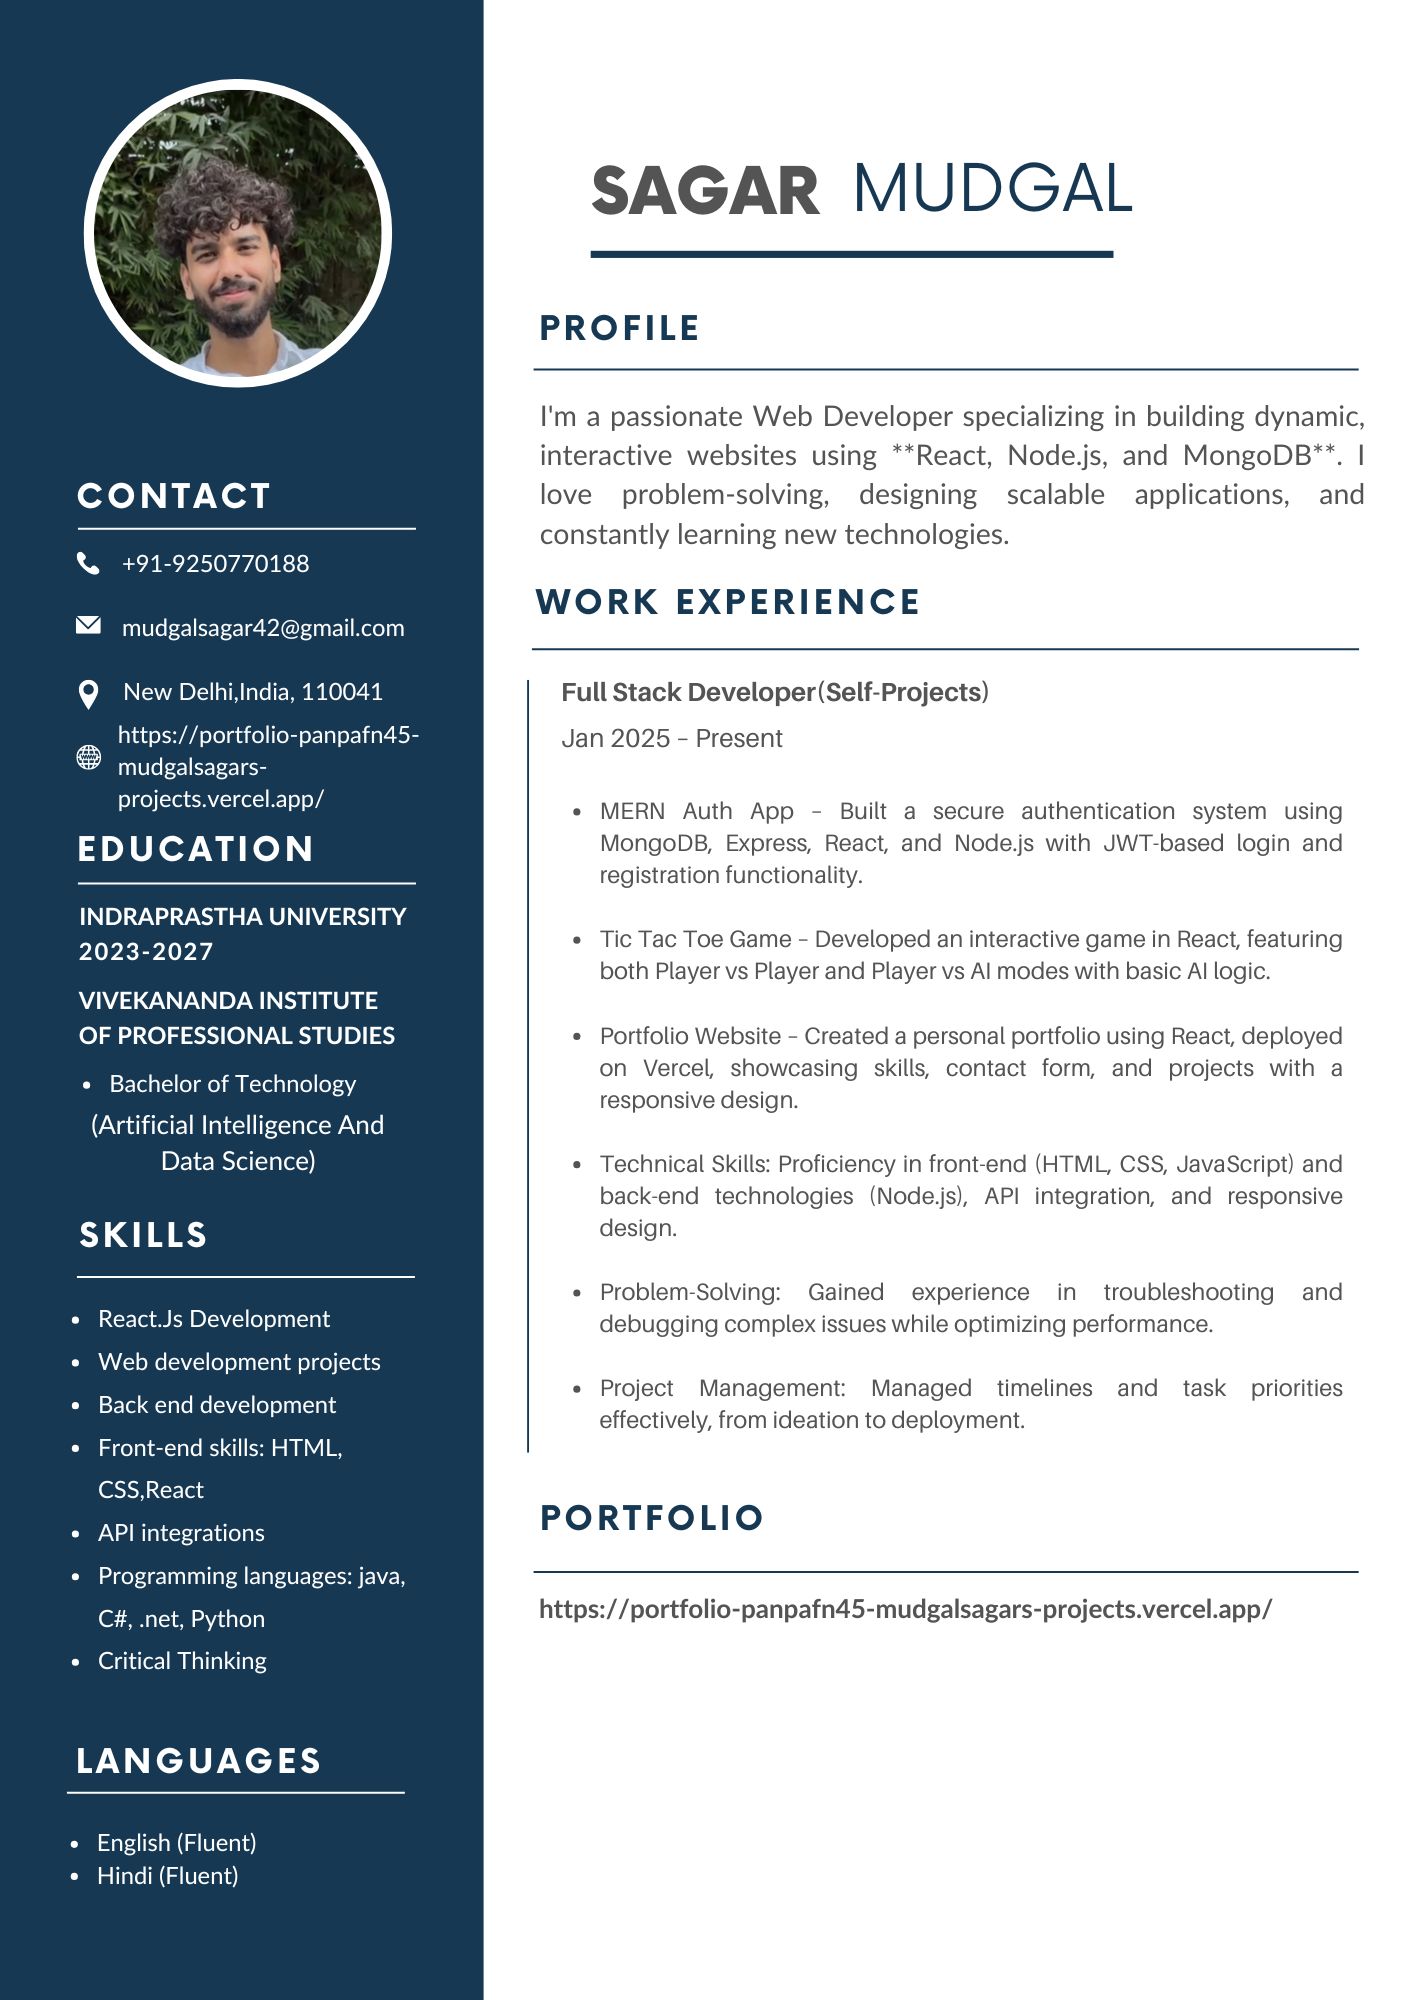 SAGAR MUDGAL
CONTACT
+91-9250770188
mudgalsagar42@gmail.com
New Delhi,India, 110041
https://portfolio-panpafn45-
mudgalsagars-
projects.vercel.app/
EDUCATION
INDRAPRASTHA UNIVERSITY
2023-2027
VIVEKANANDA INSTITUTE
OF PROFESSIONAL STUDIES
• Bachelor of Technology
(Artificial Intelligence And
Data Science)
SKILLS
• React.Js Development
• Web development projects
• Back end development
• Front-end skills: HTML,
CSS,React
• API integrations
• Programming languages: java,
C#, .net, Python
• Critical Thinking
LANGUAGES
• English (Fluent)
• Hindi (Fluent)
PROFILE
I'm a passionate Web Developer specializing in building dynamic,
interactive websites using **React, Node.js, and MongoDB**. I
love problem-solving, designing scalable applications, and
constantly learning new technologies.
WORK EXPERIENCE
Full Stack Developer(Self-Projects)
Jan 2025 – Present
• MERN Auth App – Built a secure authentication system using
MongoDB, Express, React, and Node.js with JWT-based login and
registration functionality.
• Tic Tac Toe Game – Developed an interactive game in React, featuring
both Player vs Player and Player vs AI modes with basic AI logic.
• Portfolio Website – Created a personal portfolio using React, deployed
on Vercel, showcasing skills, contact form, and projects with a
responsive design.
• Technical Skills: Proficiency in front-end (HTML, CSS, JavaScript) and
back-end technologies (Node.js), API integration, and responsive
design.
• Problem-Solving: Gained experience in troubleshooting and
debugging complex issues while optimizing performance.
• Project Management: Managed timelines and task priorities
effectively, from ideation to deployment.
PORTFOLIO
https://portfolio-panpafn45-mudgalsagars-projects.vercel.app/